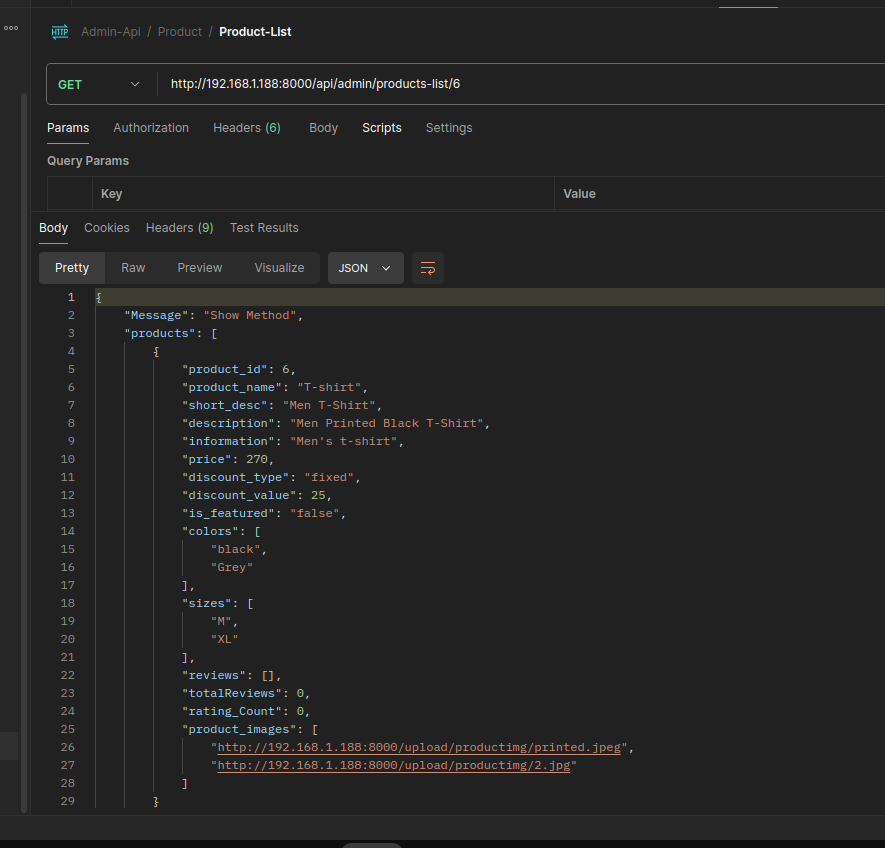 HTTP Admin-Api / Product / Product-List
GET http://192.168.1.188:8000/api/admin/products-list/6
Params Authorization Headers (6) Body Scripts Settings
Query Params
Key Value
Body Cookies Headers (9) Test Results
Pretty Raw Preview Visualize JSON
1 {
2 "Message": "Show Method",
3 "products": [
4 {
5 "product_id": 6,
6 "product_name": "T-shirt",
7 "short_desc": "Men T-Shirt",
8 "description": "Men Printed Black T-Shirt",
9 "information": "Men's t-shirt",
10 "price": 270,
11 "discount_type": "fixed",
12 "discount_value": 25,
13 "is_featured": "false",
14 "colors": [
15 "black",
16 "Grey"
17 ],
18 "sizes": [
19 "M",
20 "XL"
21 ],
22 "reviews": [],
23 "totalReviews": 0,
24 "rating_Count": 0,
25 "product_images": [
26 "http://192.168.1.188:8000/upload/productimg/printed.jpeg",
27 "http://192.168.1.188:8000/upload/productimg/2.jpg"
28 ]
29 }